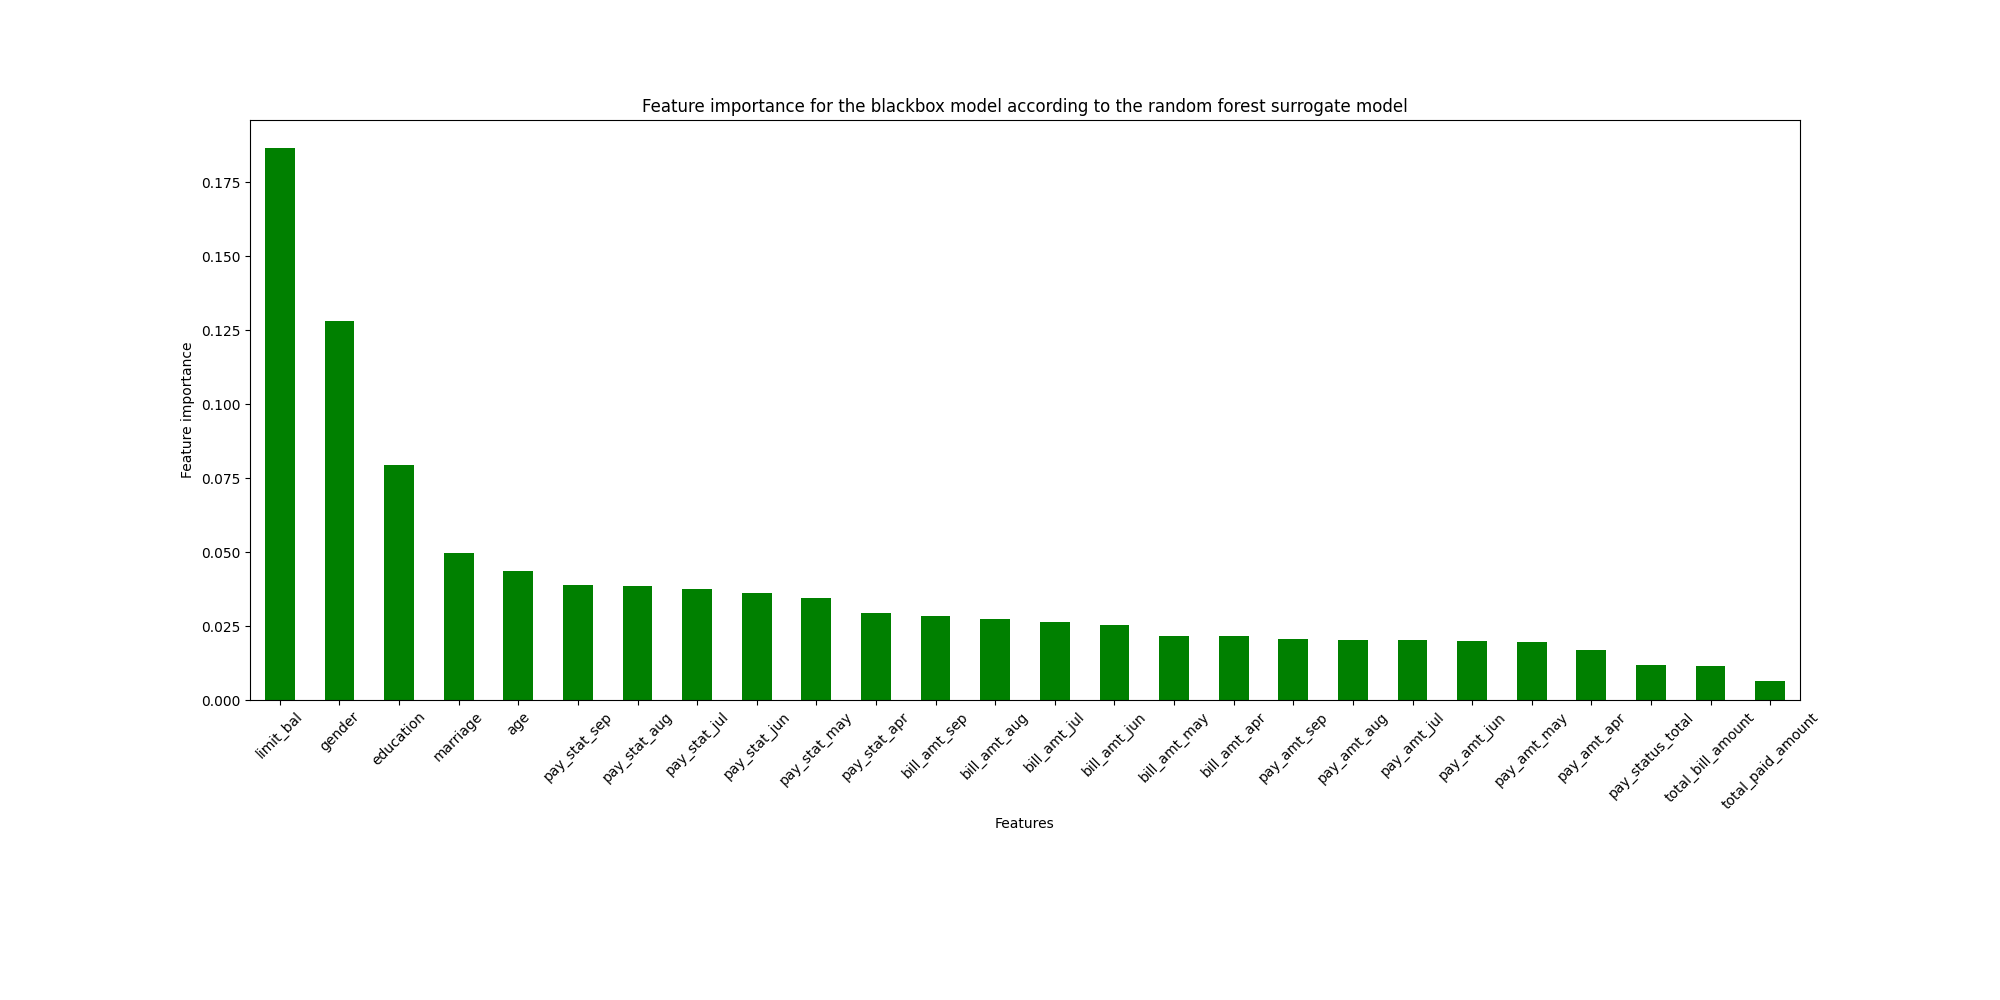 Feature importance for the blackbox model according to the random forest surrogate model
Feature importance
0.175
0.150
0.125
0.100
0.075
0.050
0.025
0.000
limit_bal
gender
education
marriage
age
pay_stat_sep
pay_stat_aug
pay_stat_jul
pay_stat_jun
pay_stat_may
pay_stat_apr
bill_amt_sep
bill_amt_aug
bill_amt_jul
bill_amt_jun
bill_amt_may
bill_amt_apr
pay_amt_sep
pay_amt_aug
pay_amt_jul
pay_amt_jun
pay_amt_may
pay_amt_apr
pay_status_total
total_bill_amount
total_paid_amount
Features